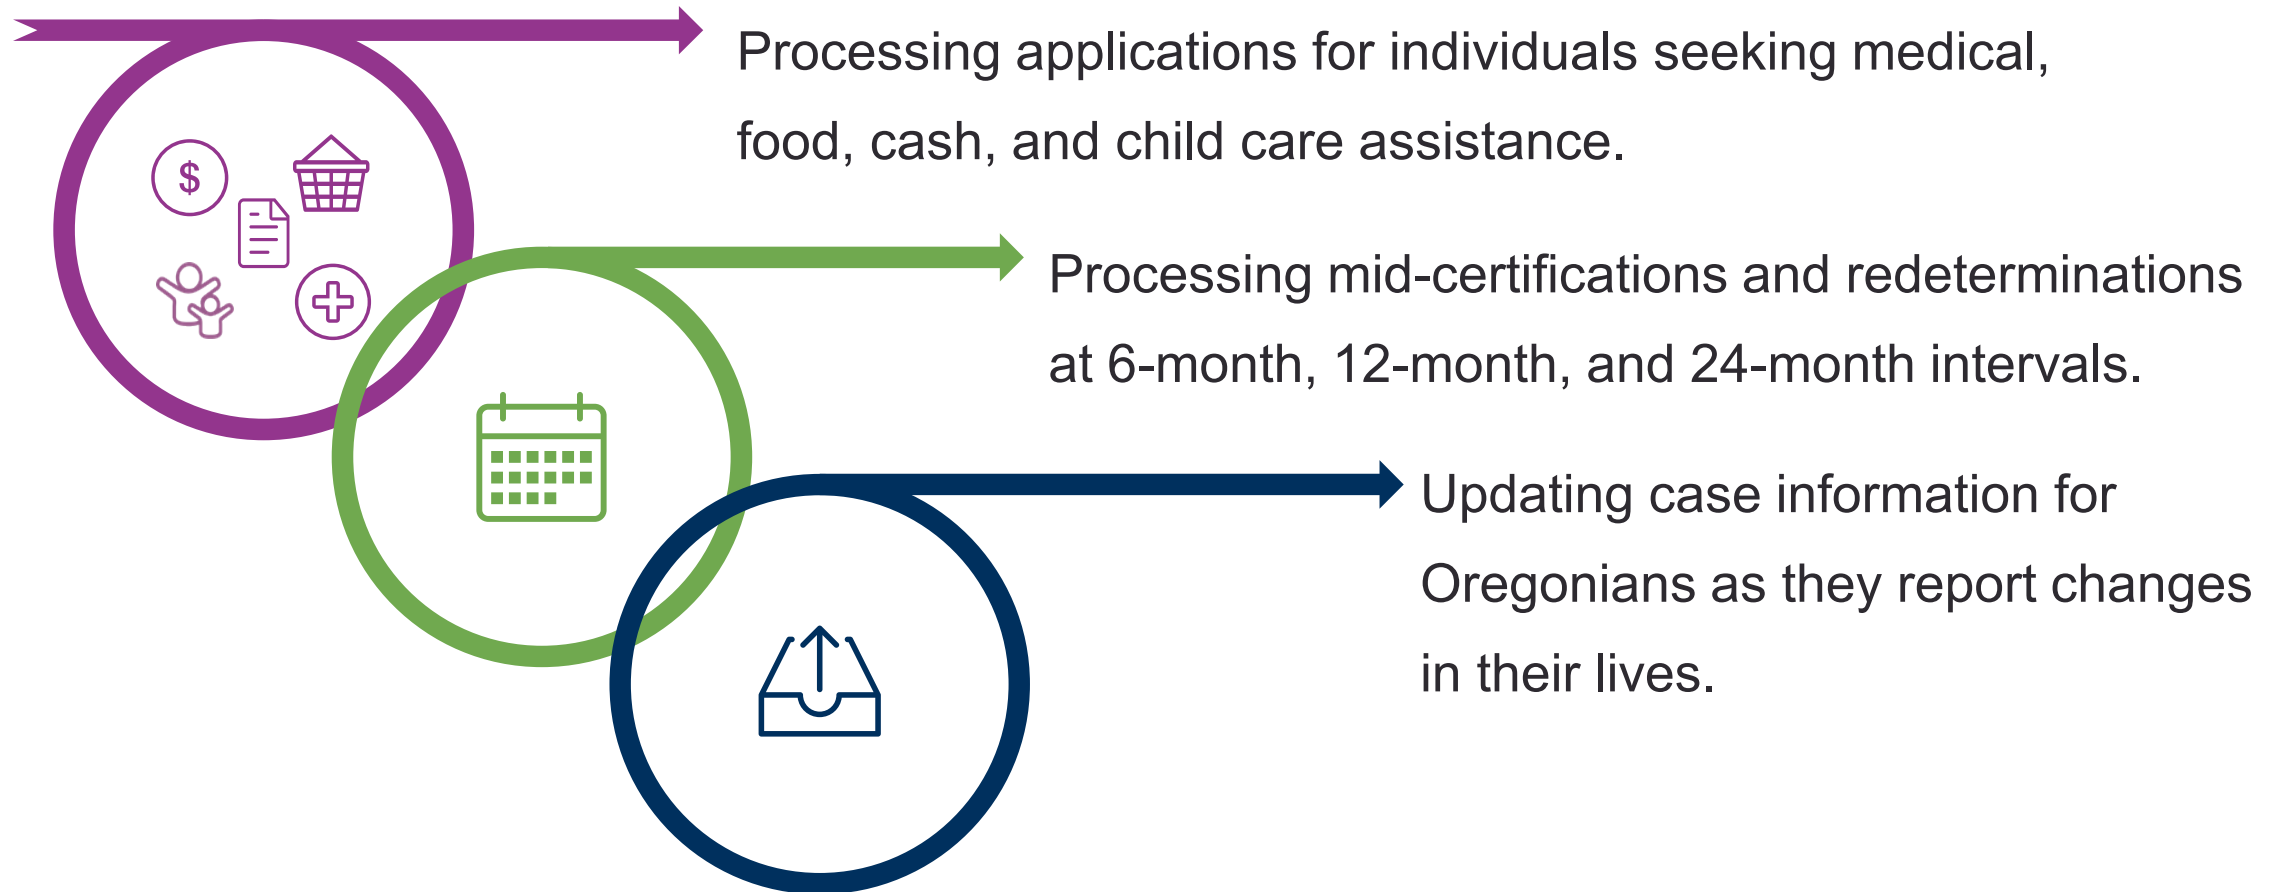 Processing applications for individuals seeking medical,
food, cash, and child care assistance.
$
Processing mid-certifications and redeterminations
at 6-month, 12-month, and 24-month intervals.
Updating case information for
Oregonians as they report changes
in their lives.